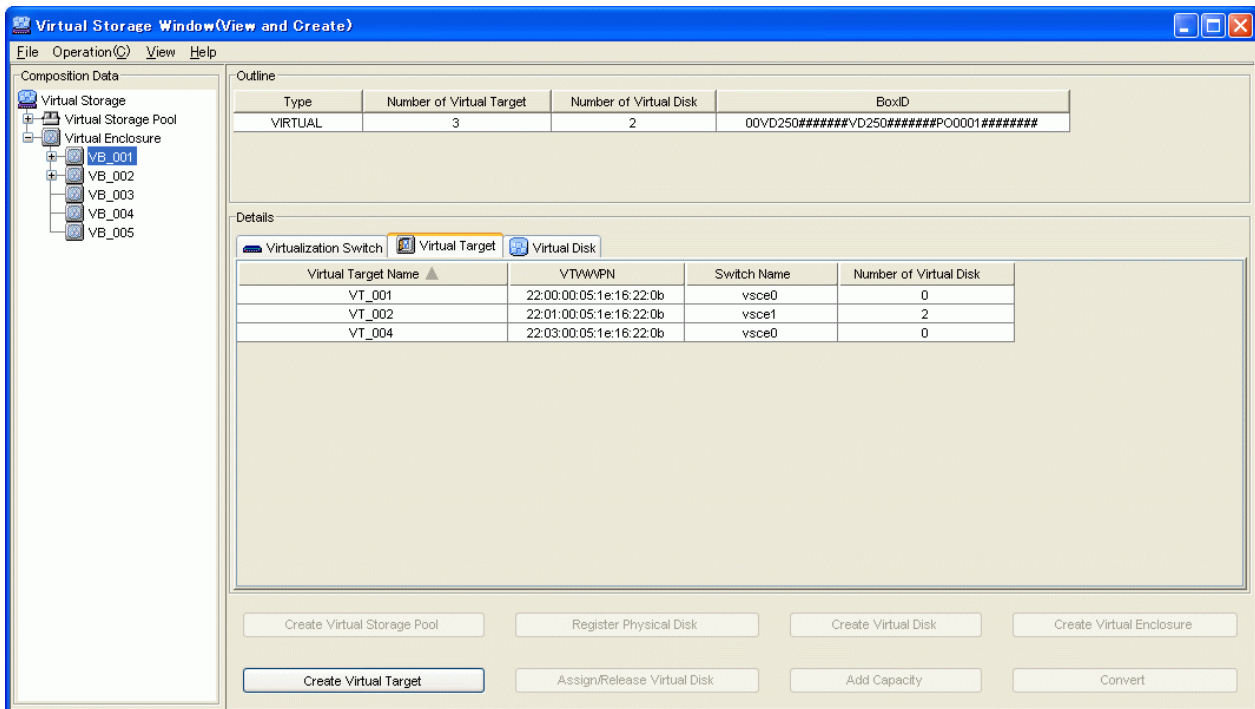 Virtual Storage Window(View and Create)
File Operation(C) View Help
Composition Data
Virtual Storage
Virtual Storage Pool
Virtual Enclosure
VB_001
VB_002
VB_003
VB_004
VB_005
Outline
Type Number of Virtual Target Number of Virtual Disk BoxID
VIRTUAL 3 2 00VD250#######VD250#######PO0001########
Details
Virtualization Switch Virtual Target Virtual Disk
Virtual Target Name VTWWPN Switch Name Number of Virtual Disk
VT_001 22:00:00:05:1e:16:22:0b vsce0 0
VT_002 22:01:00:05:1e:16:22:0b vsce1 2
VT_004 22:03:00:05:1e:16:22:0b vsce0 0
Create Virtual Storage Pool Register Physical Disk Create Virtual Disk Create Virtual Enclosure
Create Virtual Target Assign/Release Virtual Disk Add Capacity Convert